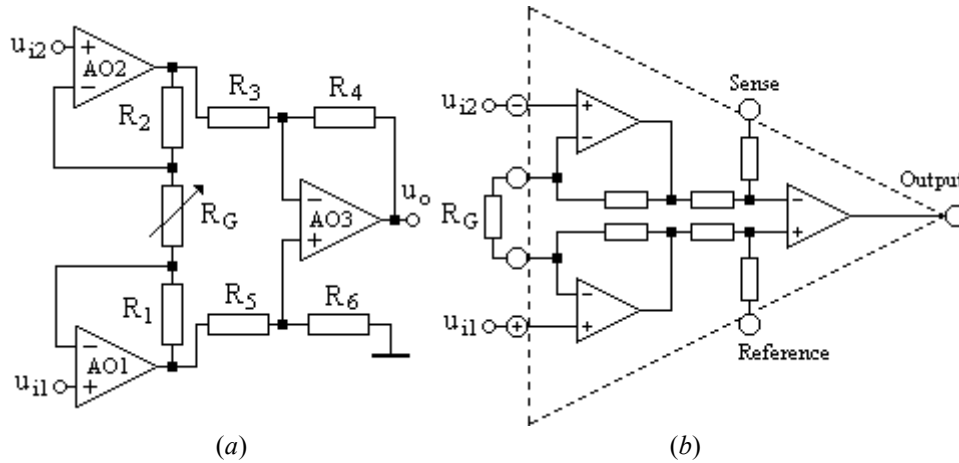 u_i2
+
AO2
−
R_2
R_3
R_4
R_G
−
AO3
+
u_o
R_1
R_5
R_6
−
AO1
u_i1
+
(a)
u_i2
−
+
−
Sense
R_G
−
+
Output
−
u_i1
+
+
Reference
(b)